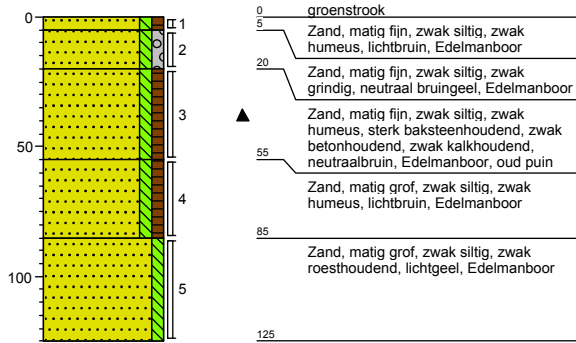 0
50
100
1
2
3
4
5
0
groenstrook
5
Zand, matig fijn, zwak siltig, zwak
humeus, lichtbruin, Edelmanboor
20
Zand, matig fijn, zwak siltig, zwak
grindig, neutraal bruingeel, Edelmanboor
Zand, matig fijn, zwak siltig, zwak
humeus, sterk baksteenhoudend, zwak
betonhoudend, zwak kalkhoudend,
neutraalbruin, Edelmanboor, oud puin
55
Zand, matig grof, zwak siltig, zwak
humeus, lichtbruin, Edelmanboor
85
Zand, matig grof, zwak siltig, zwak
roesthoudend, lichtgeel, Edelmanboor
125